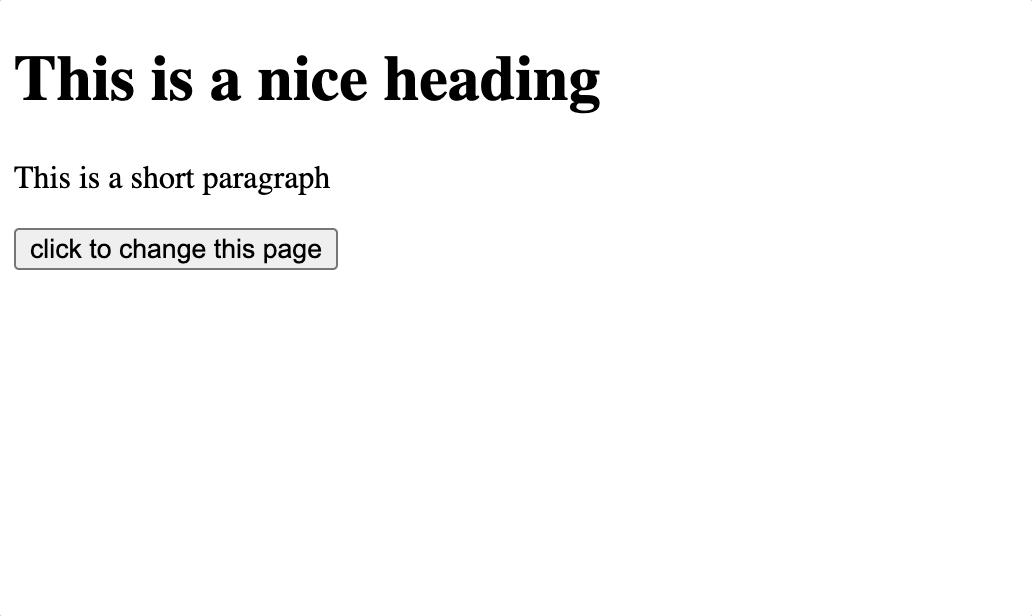 This is a nice heading
This is a short paragraph
click to change this page